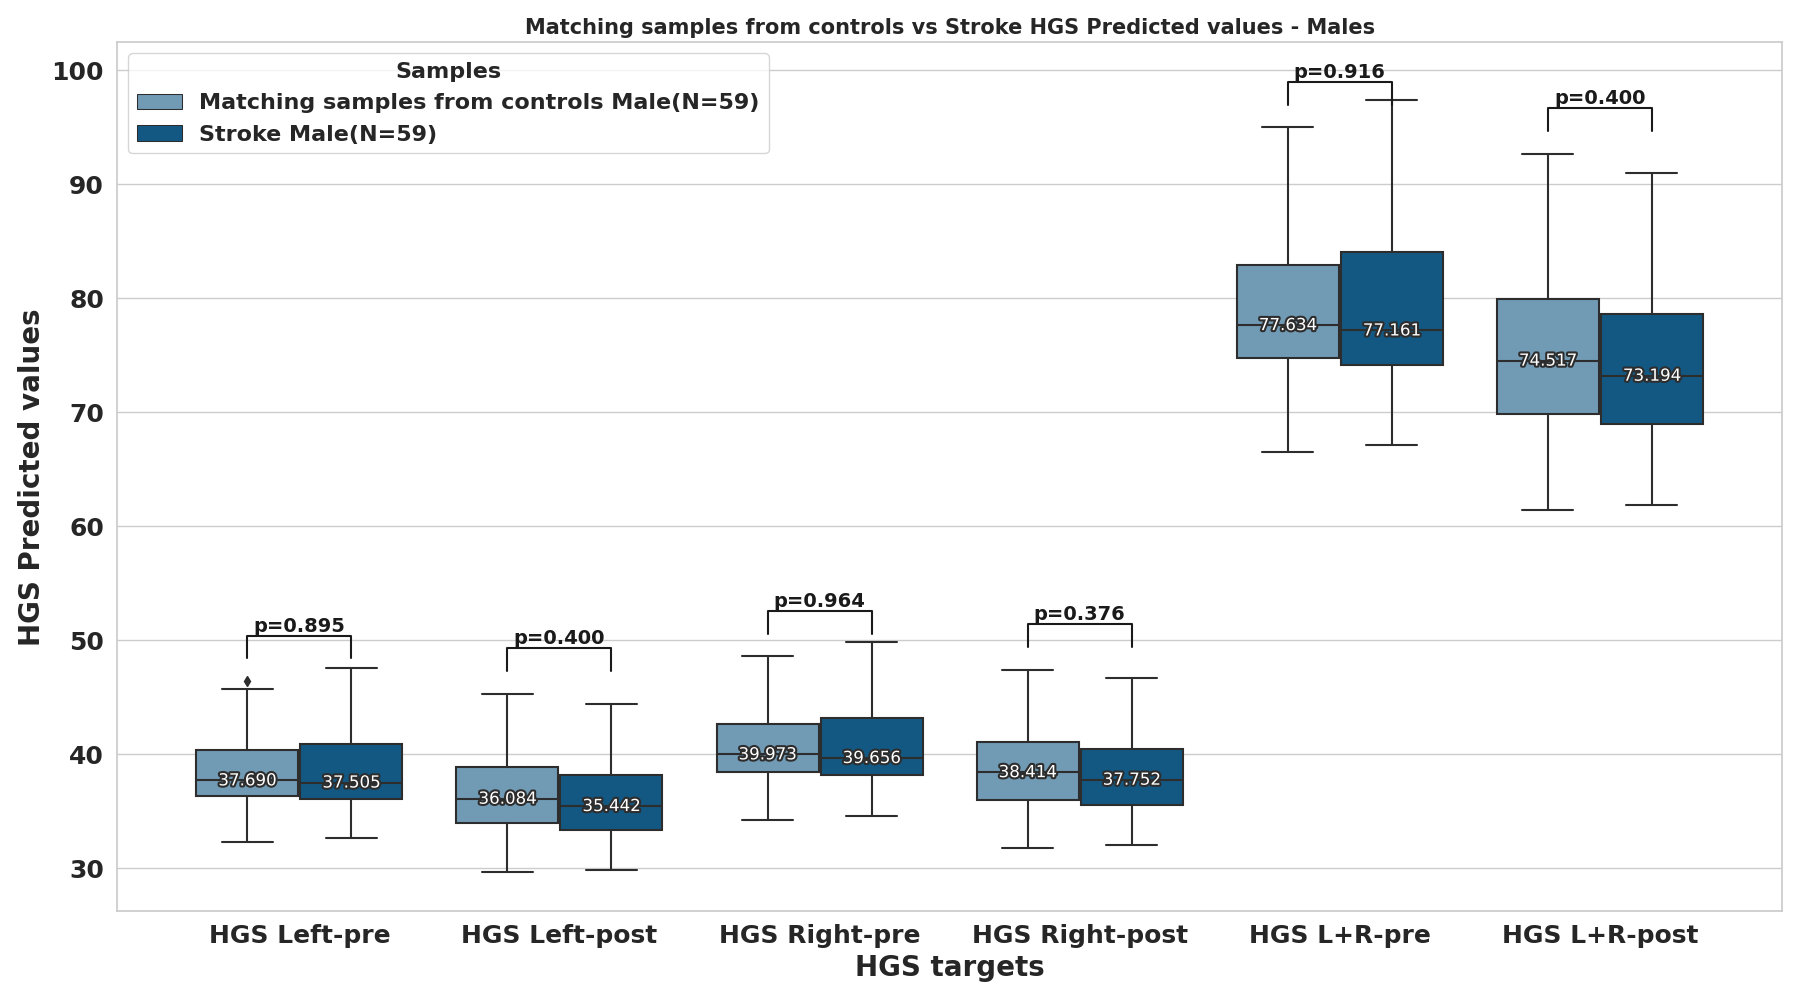 Matching samples from controls vs Stroke HGS Predicted values - Males
Samples
Matching samples from controls Male(N=59)
Stroke Male(N=59)
HGS Predicted values
100
90
80
70
60
50
40
30
p=0.895
p=0.400
p=0.964
p=0.376
p=0.916
p=0.400
37.690
37.505
36.084
35.442
39.973
39.656
38.414
37.752
77.634
77.161
74.517
73.194
HGS Left-pre
HGS Left-post
HGS Right-pre
HGS Right-post
HGS L+R-pre
HGS L+R-post
HGS targets